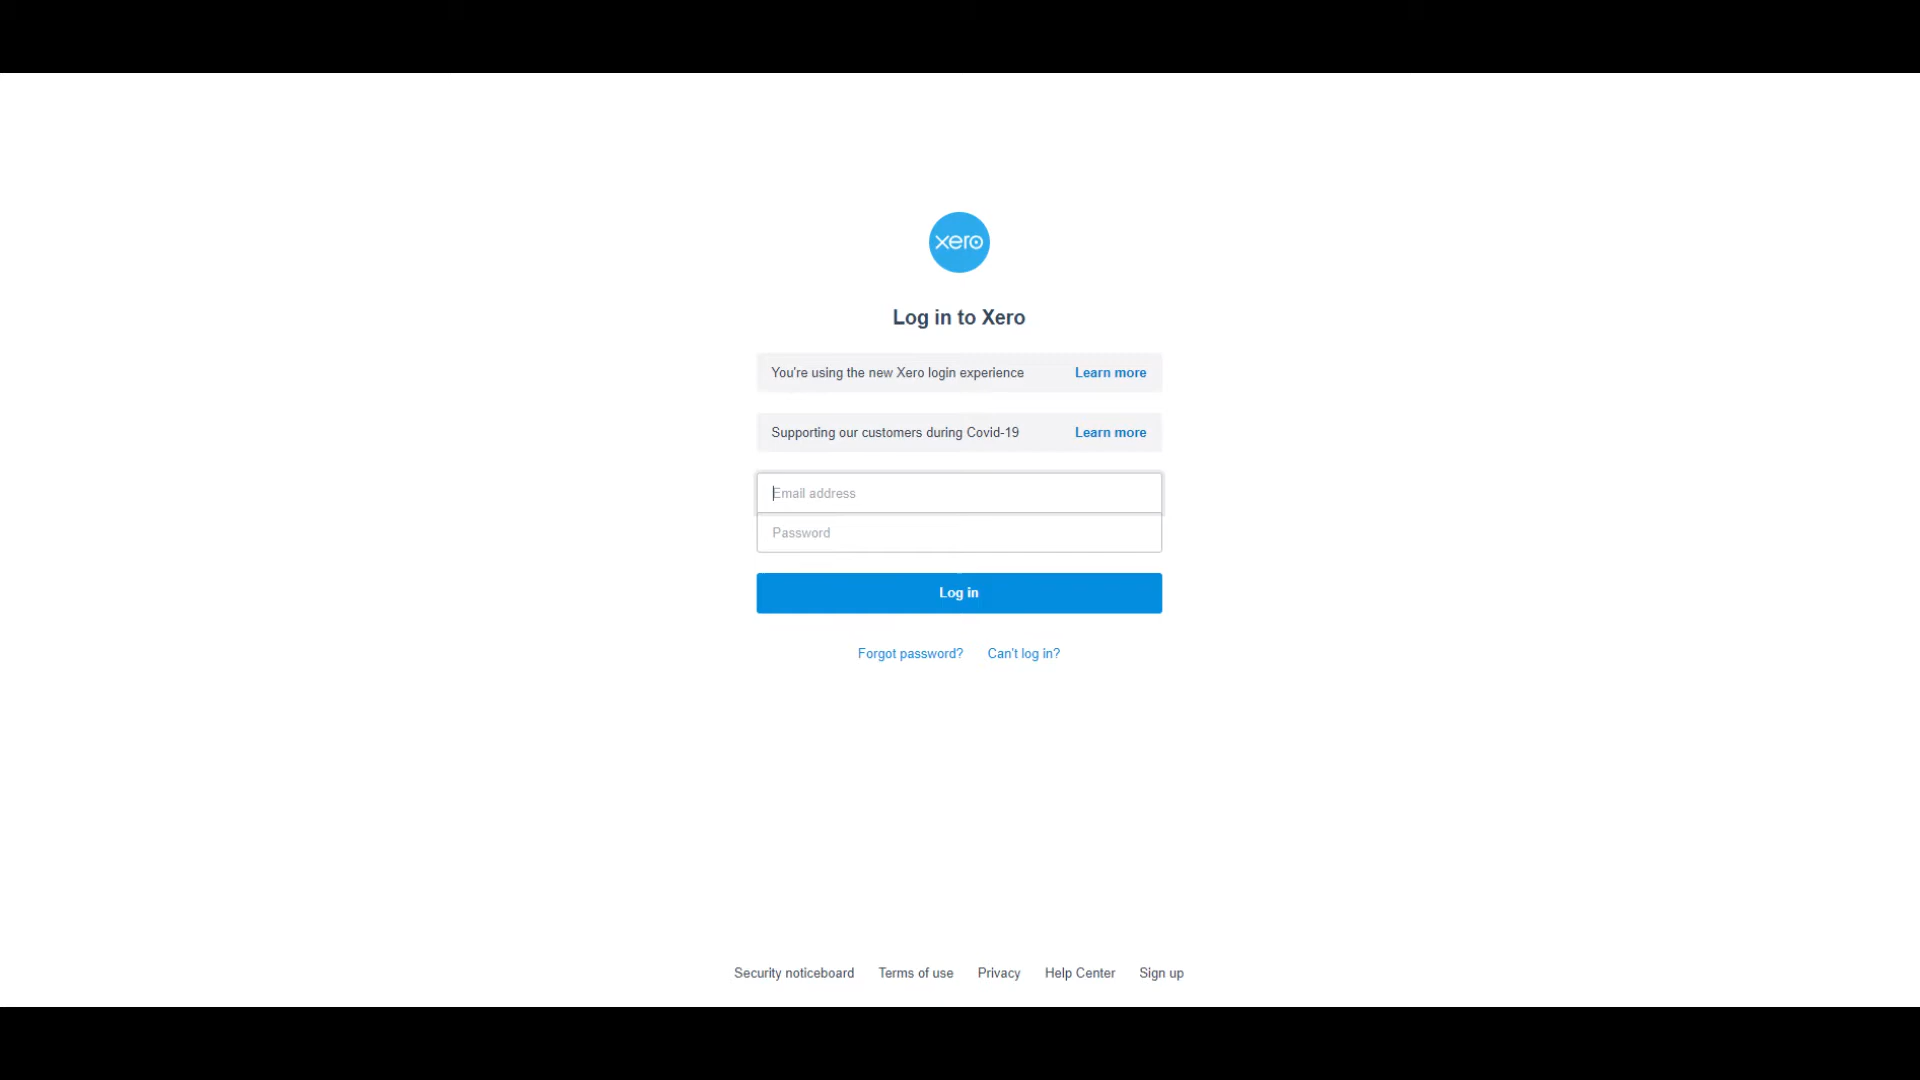 xero
Log in to Xero
You're using the new Xero login experience Learn more
Supporting our customers during Covid-19 Learn more
Email address
Password
Log in
Forgot password? Can't log in?
Security noticeboard Terms of use Privacy Help Center Sign up